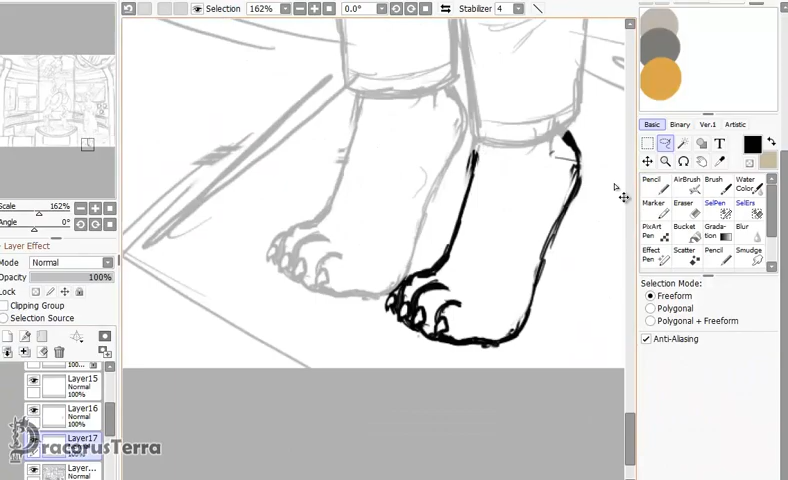 Selection 162% 0.0° Stabilizer 4
Scale
162%
Angle
0°
Layer Effect
Mode Normal
Opacity 100%
Lock
Clipping Group
Selection Source
100...
Layer15
Normal
100%
Layer16
Normal
100%
Layer17
Normal
100%
Layer...
DracorusTerra
Basic Binary Ver.1 Artistic
T
Pencil AirBrush Brush Water Color
Marker Eraser SelPen SelErs
PixArt Pen Bucket Grada-tion Blur
Effect Pen Scatter Pencil Smudge
Selection Mode:
Freeform
Polygonal
Polygonal + Freeform
Anti-Aliasing